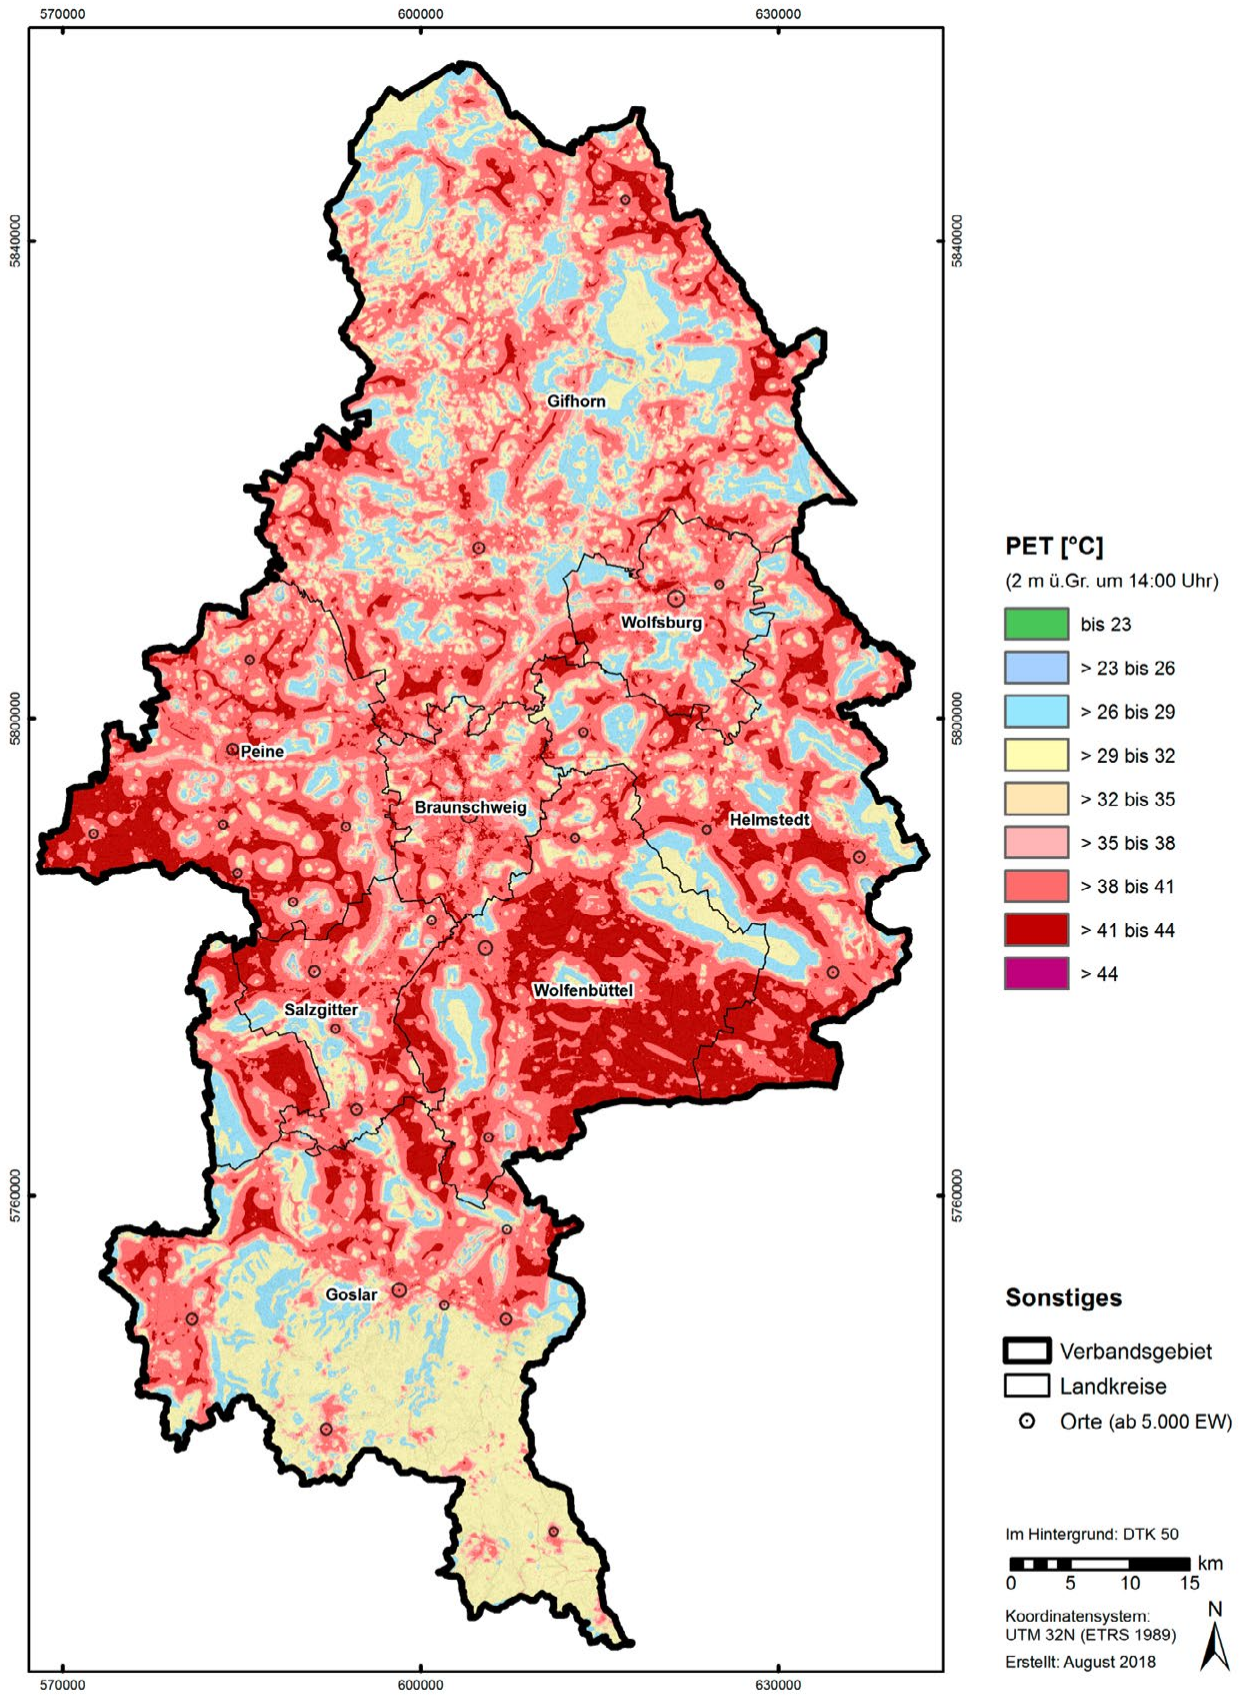 570000
600000
630000
5840000
5840000
Gifhorn
PET [°C]
(2 m ü.Gr. um 14:00 Uhr)
bis 23
> 23 bis 26
> 26 bis 29
> 29 bis 32
> 32 bis 35
> 35 bis 38
> 38 bis 41
> 41 bis 44
> 44
Wolfsburg
5800000
5800000
Peine
Braunschweig
Helmstedt
Wolfenbüttel
Salzgitter
5760000
5760000
Goslar
Sonstiges
Verbandsgebiet
Landkreise
Orte (ab 5.000 EW)
Im Hintergrund: DTK 50
km
0 5 10 15
Koordinatensystem:
UTM 32N (ETRS 1989)
Erstellt: August 2018
N
570000
600000
630000